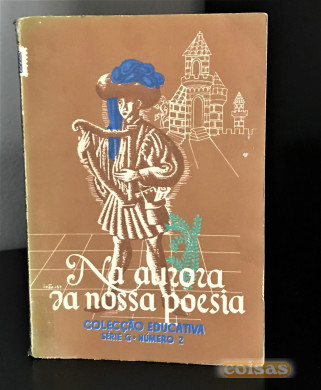 Na aurora
da nossa poesia
COLECÇÃO EDUCATIVA
SÉRIE G - NÚMERO 2
coisas